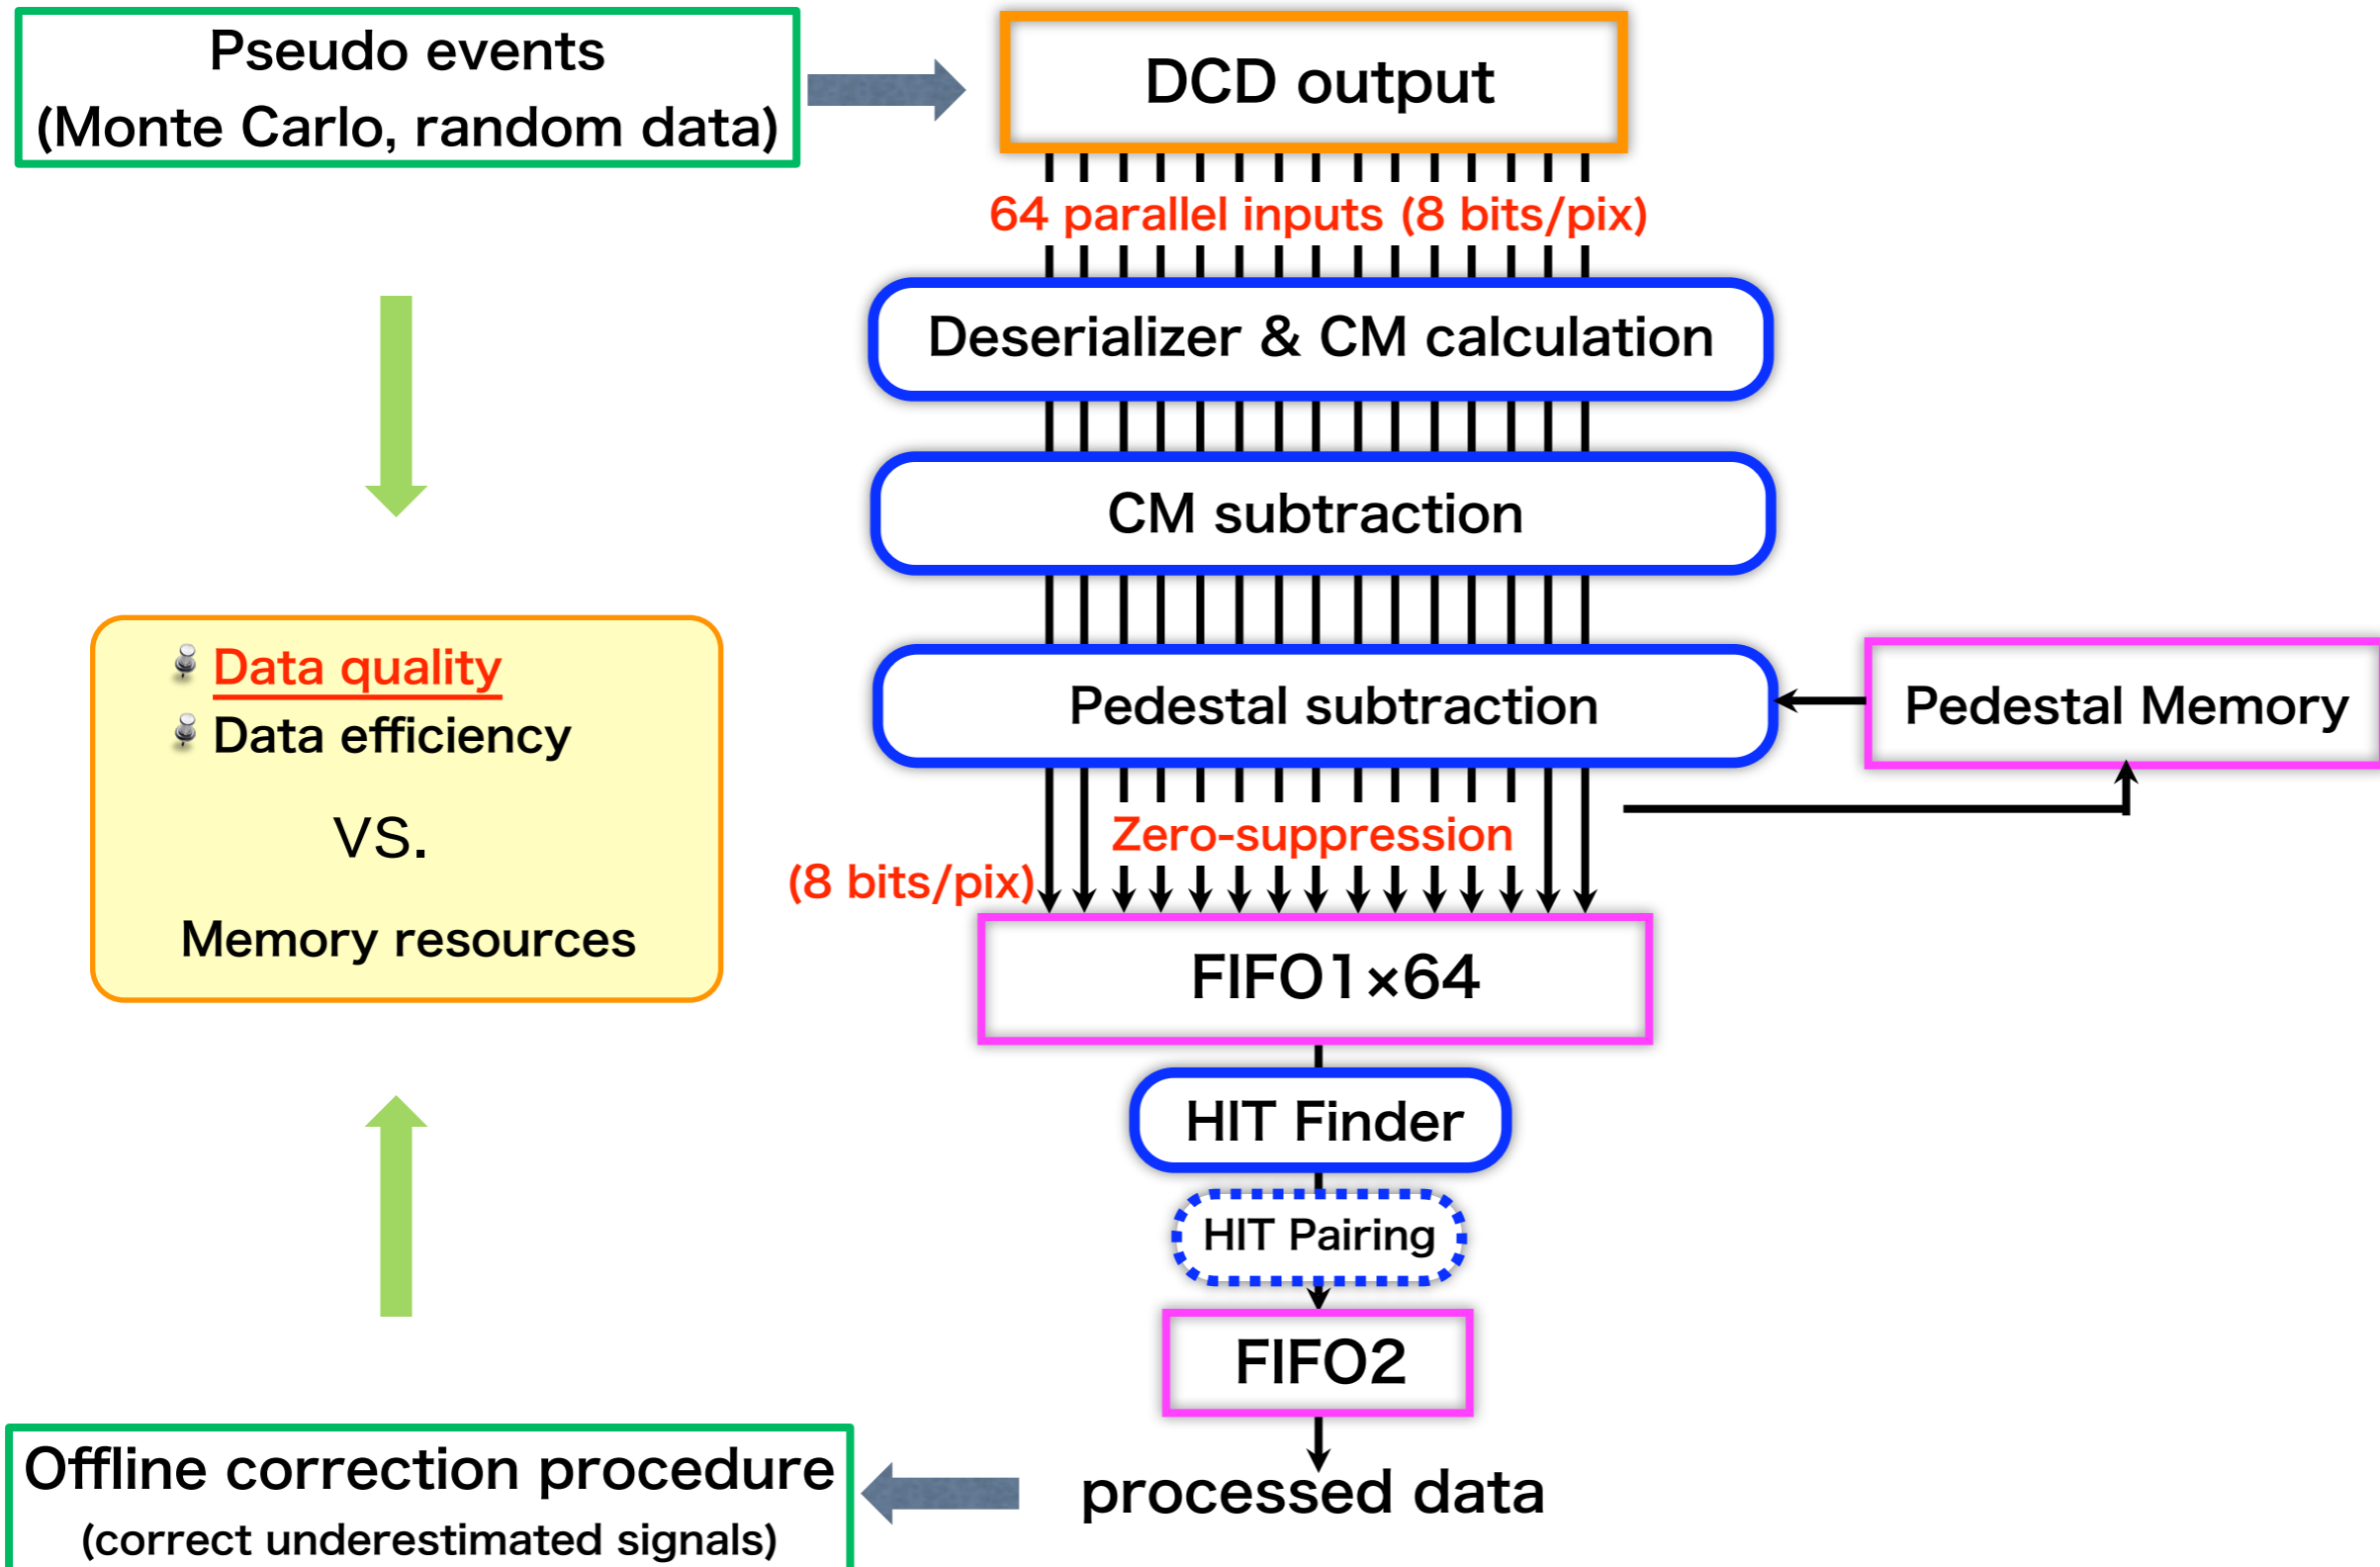 Pseudo events
(Monte Carlo, random data)
DCD output
64 parallel inputs (8 bits/pix)
Deserializer & CM calculation
CM subtraction
Pedestal subtraction
Pedestal Memory
Zero-suppression
(8 bits/pix)
FIFO1×64
HIT Finder
HIT Pairing
FIFO2
processed data
Data quality
Data efficiency
VS.
Memory resources
Offline correction procedure
(correct underestimated signals)